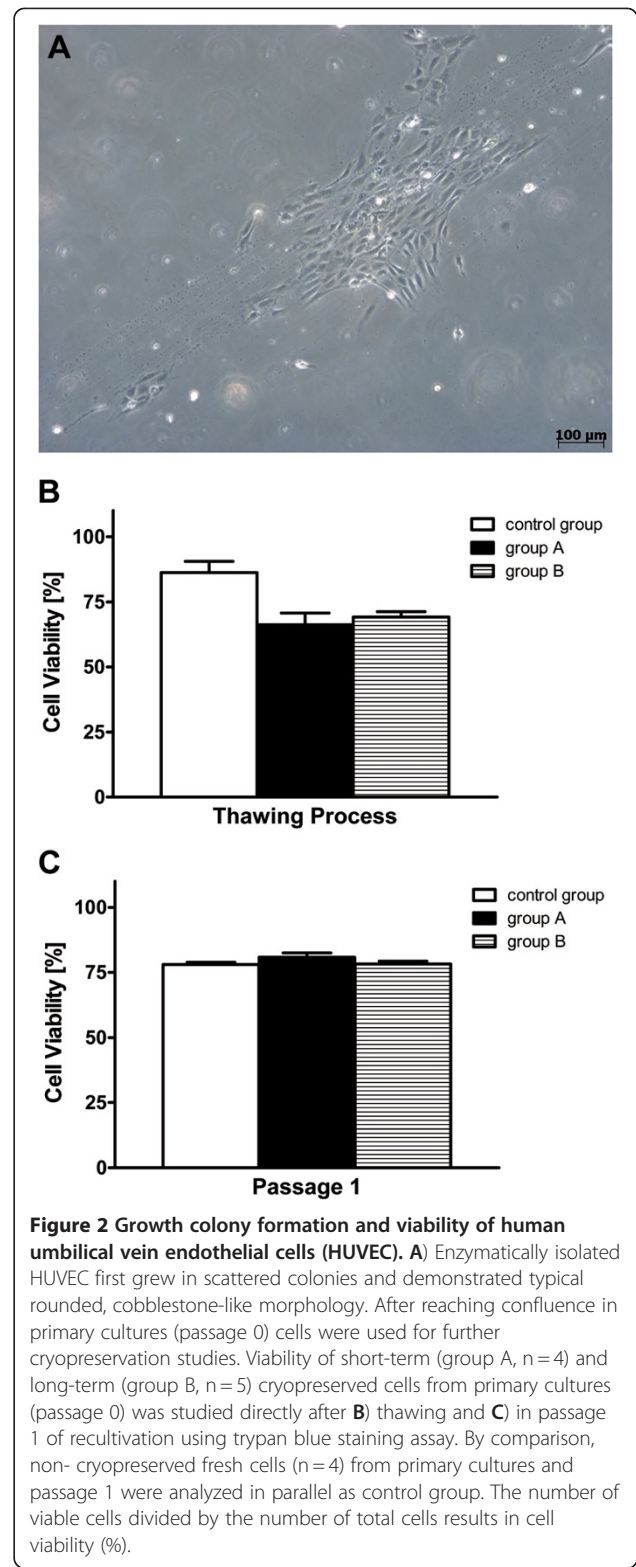 A
100 µm
B
Cell Viability [%]
100
75
50
25
0
control group
group A
group B
Thawing Process
C
Cell Viability [%]
100
75
50
25
0
control group
group A
group B
Passage 1
Figure 2 Growth colony formation and viability of human
umbilical vein endothelial cells (HUVEC). A) Enzymatically isolated
HUVEC first grew in scattered colonies and demonstrated typical
rounded, cobblestone-like morphology. After reaching confluence in
primary cultures (passage 0) cells were used for further
cryopreservation studies. Viability of short-term (group A, n = 4) and
long-term (group B, n = 5) cryopreserved cells from primary cultures
(passage 0) was studied directly after B) thawing and C) in passage
1 of recultivation using trypan blue staining assay. By comparison,
non- cryopreserved fresh cells (n = 4) from primary cultures and
passage 1 were analyzed in parallel as control group. The number of
viable cells divided by the number of total cells results in cell
viability (%).